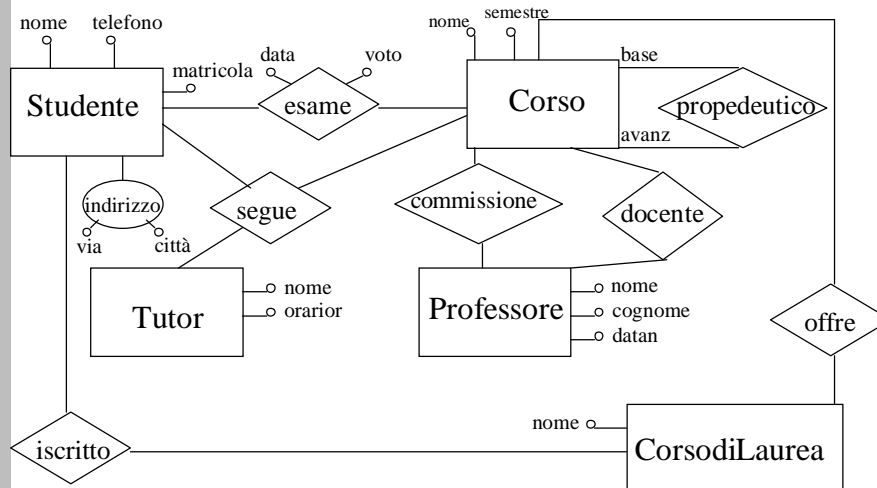 nome telefono
matricola
Studente
data voto
esame
nome semestre
Corso
base
propedeutico
avanz
indirizzo
via città
segue
commissione
docente
Tutor
nome
orarior
Professore
nome
cognome
datan
offre
iscritto
nome
CorsodiLaurea